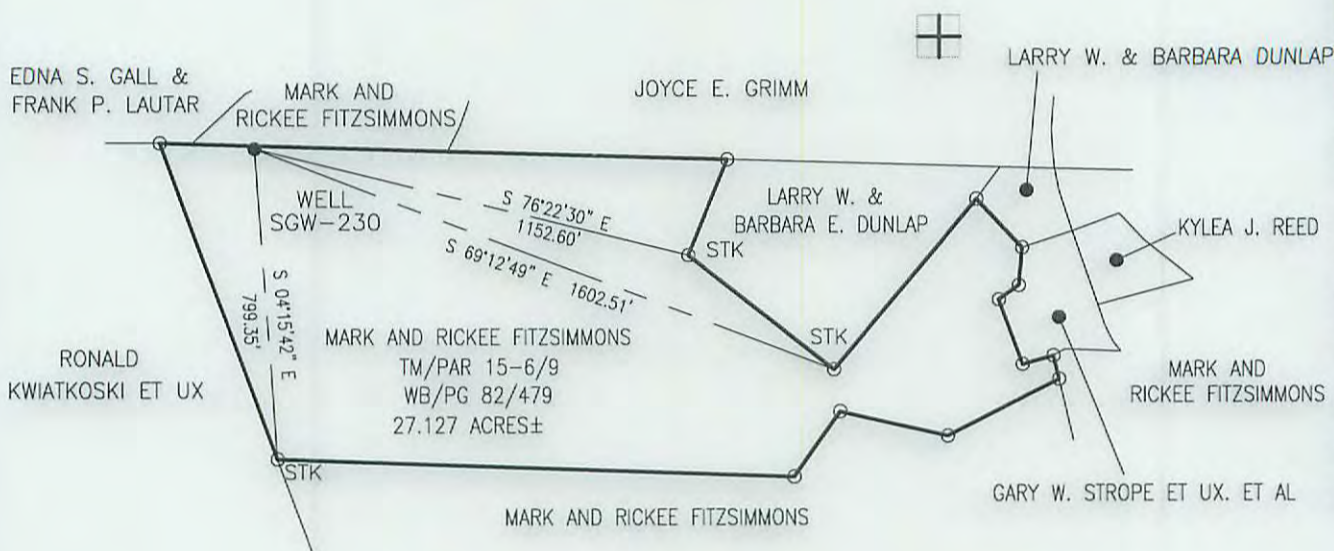 EDNA S. GALL &
FRANK P. LAUTAR
MARK AND
RICKEE FITZSIMMONS
JOYCE E. GRIMM
LARRY W. & BARBARA DUNLAP
WELL
SGW-230
S 76°22'30" E
1152.60'
S 69°12'49" E 1602.51'
S 04°15'42" E
799.35'
LARRY W. &
BARBARA E. DUNLAP
STK
KYLEA J. REED
STK
RONALD
KWIATKOSKI ET UX
MARK AND RICKEE FITZSIMMONS
TM/PAR 15-6/9
WB/PG 82/479
27.127 ACRES±
MARK AND
RICKEE FITZSIMMONS
STK
GARY W. STROPE ET UX. ET AL
MARK AND RICKEE FITZSIMMONS